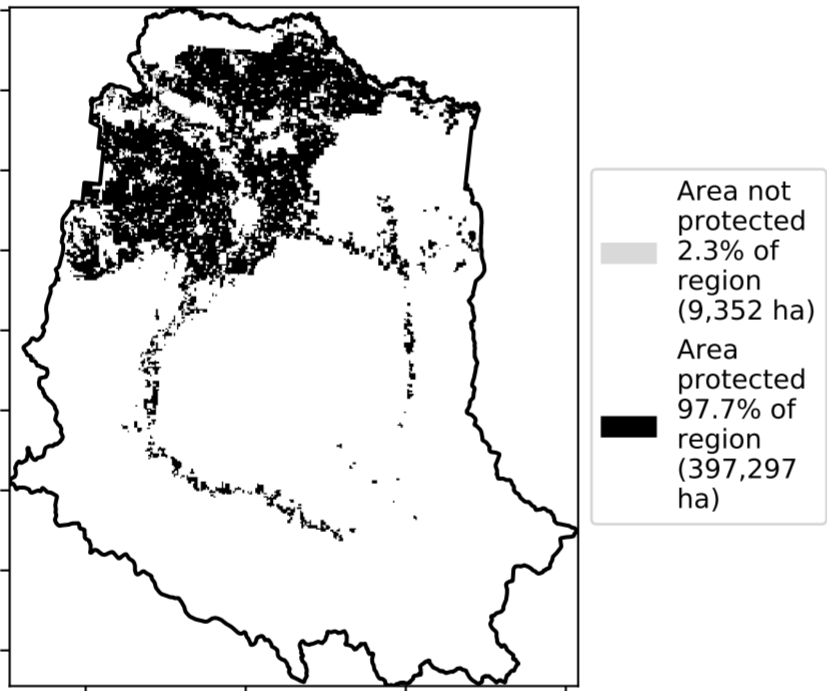 Area not
protected
2.3% of
region
(9,352 ha)
Area
protected
97.7% of
region
(397,297
ha)